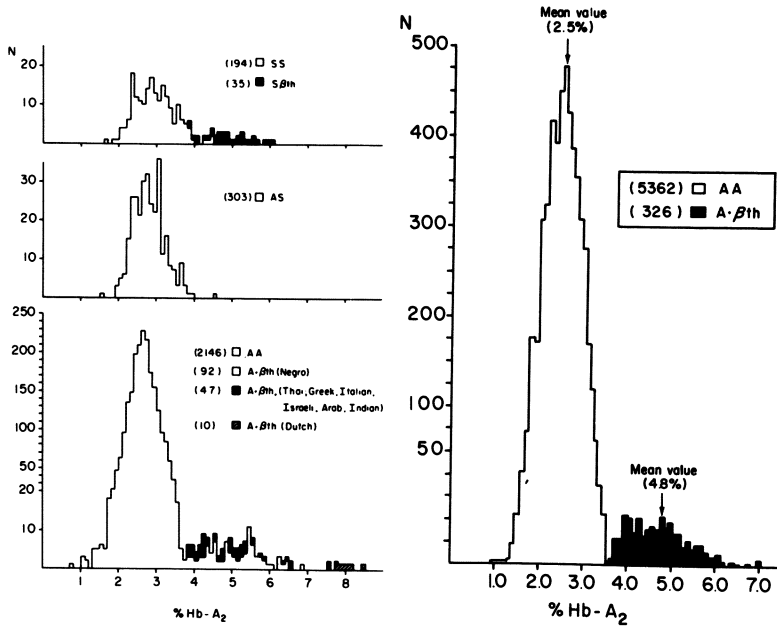 N
20
10
(194) □ SS
(35) ■ Sβth
30
20
10
(303) □ AS
250
200
150
100
50
20
10
(2146) □ AA
(92) □ A-βth (Negro)
(47) ■ A-βth, (Thai, Greek, Italian,
Israeli, Arab, Indian)
(10) ■ A-βth (Dutch)
1 2 3 4 5 6 7 8
% Hb-A₂
N
500
400
300
200
100
50
Mean value
(2.5%)
(5362) □ AA
( 326) ■ A·βth
Mean value
(4.8%)
1.0 2.0 3.0 4.0 5.0 6.0 7.0
% Hb-A₂